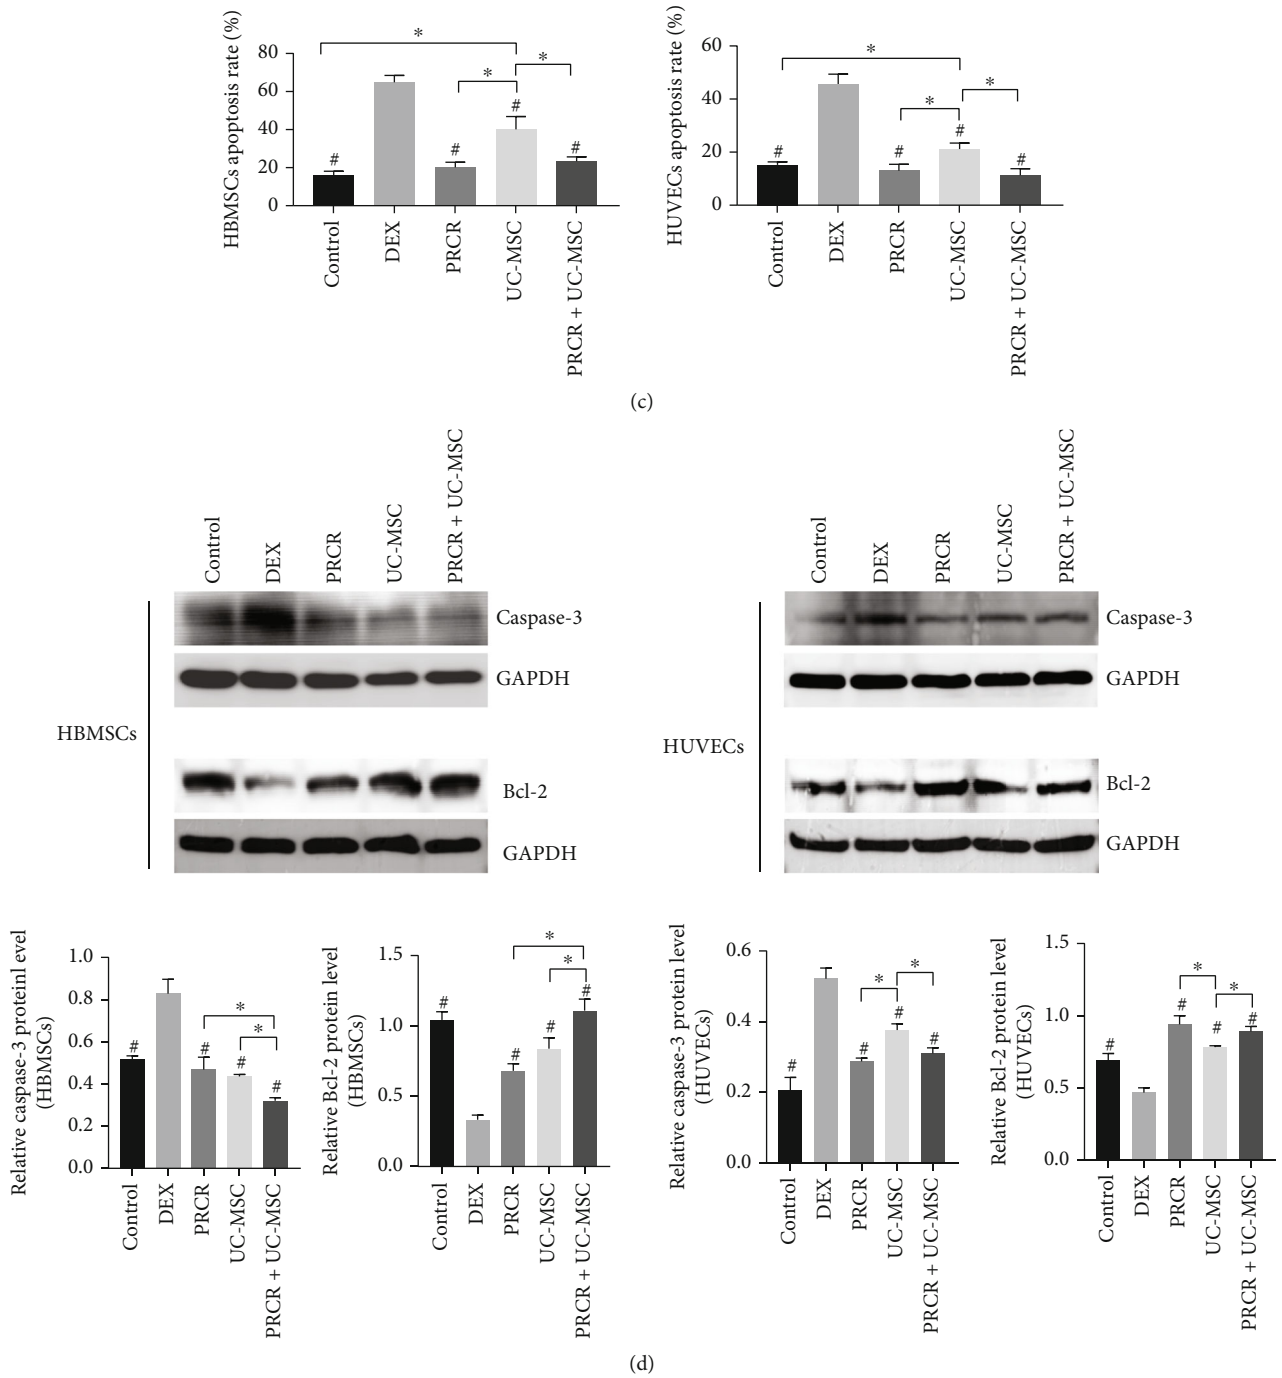 HBMSCs apoptosis rate (%)
80
60
40
20
0
*
*
*
#
#
#
#
Control
DEX
PRCR
UC-MSC
PRCR + UC-MSC
HUVECs apoptosis rate (%)
60
40
20
0
*
*
*
#
#
#
#
Control
DEX
PRCR
UC-MSC
PRCR + UC-MSC
(c)
Control
DEX
PRCR
UC-MSC
PRCR + UC-MSC
HBMSCs
Caspase-3
GAPDH
Bcl-2
GAPDH
Control
DEX
PRCR
UC-MSC
PRCR + UC-MSC
HUVECs
Caspase-3
GAPDH
Bcl-2
GAPDH
Relative caspase-3 proteinl evel
(HBMSCs)
1.0
0.8
0.6
0.4
0.2
0.0
*
*
#
#
#
#
Control
DEX
PRCR
UC-MSC
PRCR + UC-MSC
Relative Bcl-2 protein level
(HBMSCs)
1.5
1.0
0.5
0.0
*
*
#
#
#
#
Control
DEX
PRCR
UC-MSC
PRCR + UC-MSC
Relative caspase-3 protein level
(HUVECs)
0.6
0.4
0.2
0.0
*
*
#
#
#
#
Control
DEX
PRCR
UC-MSC
PRCR + UC-MSC
Relative Bcl-2 protein level
(HUVECs)
1.5
1.0
0.5
0.0
*
*
#
#
#
#
Control
DEX
PRCR
UC-MSC
PRCR + UC-MSC
(d)